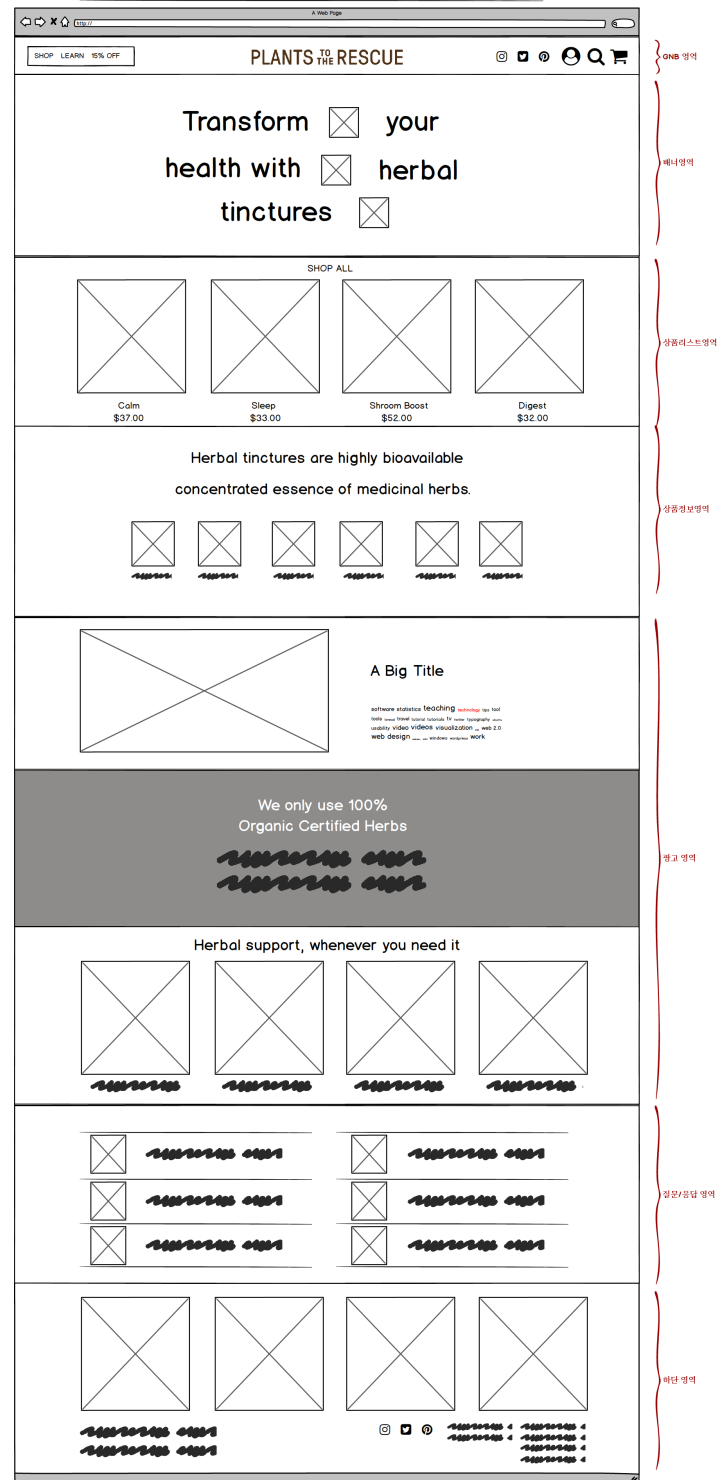 A Web Page
http://
SHOP LEARN 15% OFF
PLANTS TO THE RESCUE
GNB 영역
Transform your
health with herbal
tinctures
배너영역
SHOP ALL
상품리스트영역
Calm Sleep Shroom Boost Digest
$37.00 $33.00 $52.00 $32.00
Herbal tinctures are highly bioavailable
concentrated essence of medicinal herbs.
상품정보영역
A Big Title
software statistics teaching technology tips tool
tools travel tutorial tutorials tv twitter typography ubuntu
usability video videos visualization web 2.0
web design windows wordpress work
We only use 100%
Organic Certified Herbs
광고 영역
Herbal support, whenever you need it
질문/응답 영역
하단 영역